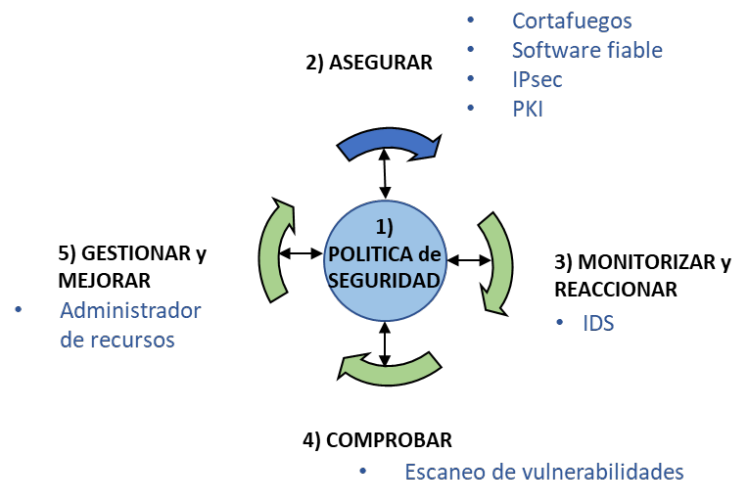 2) ASEGURAR
• Cortafuegos
• Software fiable
• IPsec
• PKI
1)
POLITICA de
SEGURIDAD
3) MONITORIZAR y
REACCIONAR
• IDS
4) COMPROBAR
• Escaneo de vulnerabilidades
5) GESTIONAR y
MEJORAR
• Administrador
de recursos